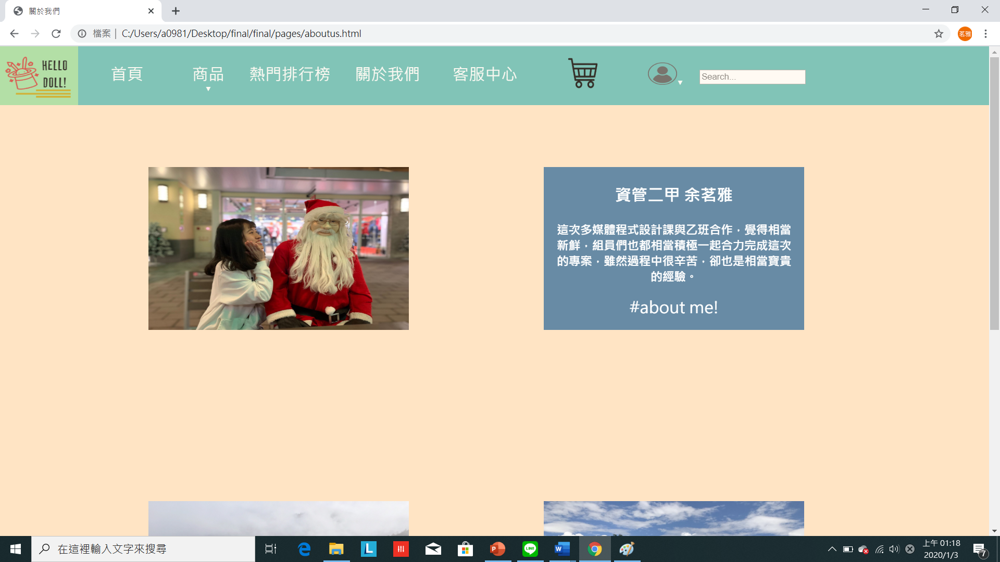 關於我們
檔案 C:/Users/a0981/Desktop/final/final/pages/aboutus.html
茗雅
HELLO
DOLL!
首頁 商品 熱門排行榜 關於我們 客服中心 Search...
資管二甲 余茗雅
這次多媒體程式設計課與乙班合作，覺得相當
新鮮，組員們也都相當積極一起合力完成這次
的專案，雖然過程中很辛苦，卻也是相當寶貴
的經驗。
#about me!
在這裡輸入文字來搜尋
上午 01:18
2020/1/3
7